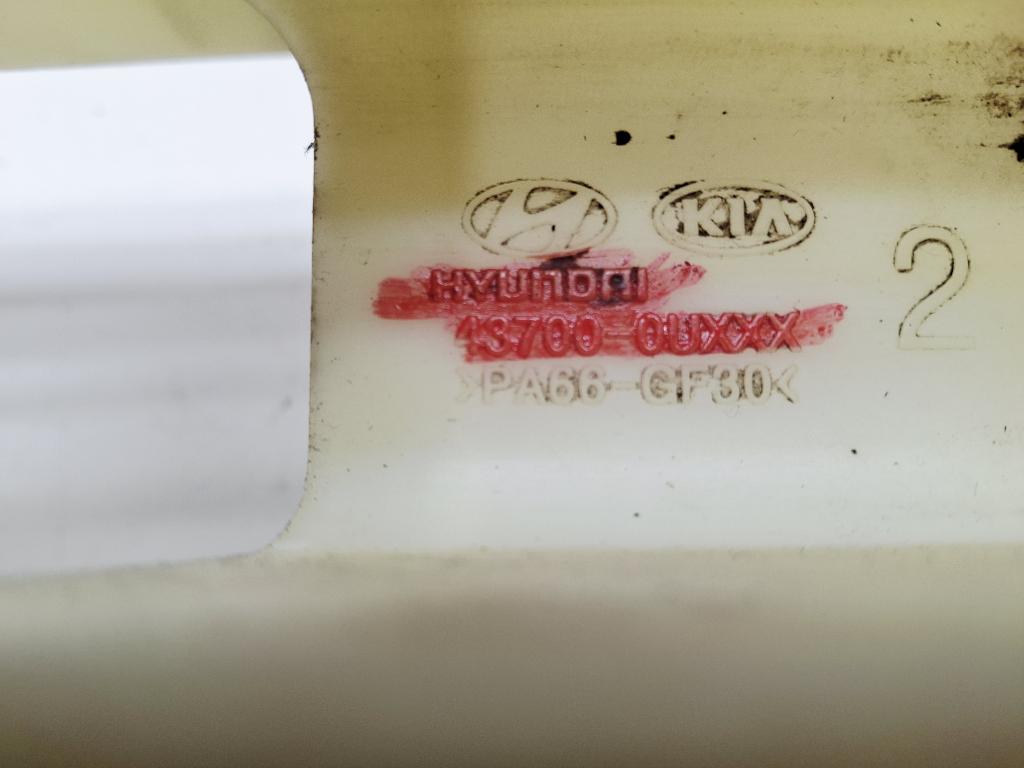 KIA
HYUNDAI
43700-0UXXX
>PA66-GF30<
2